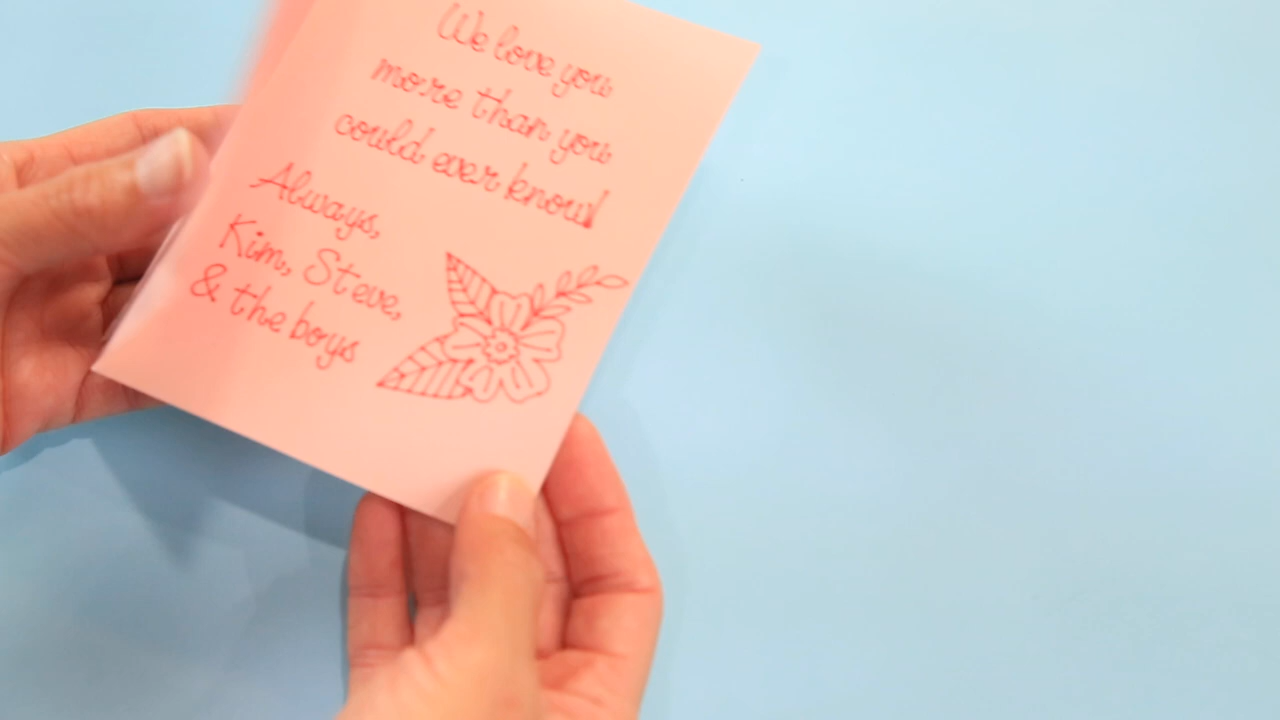 We love you
more than you
could ever know!
Always,
Kim, Steve,
& the boys